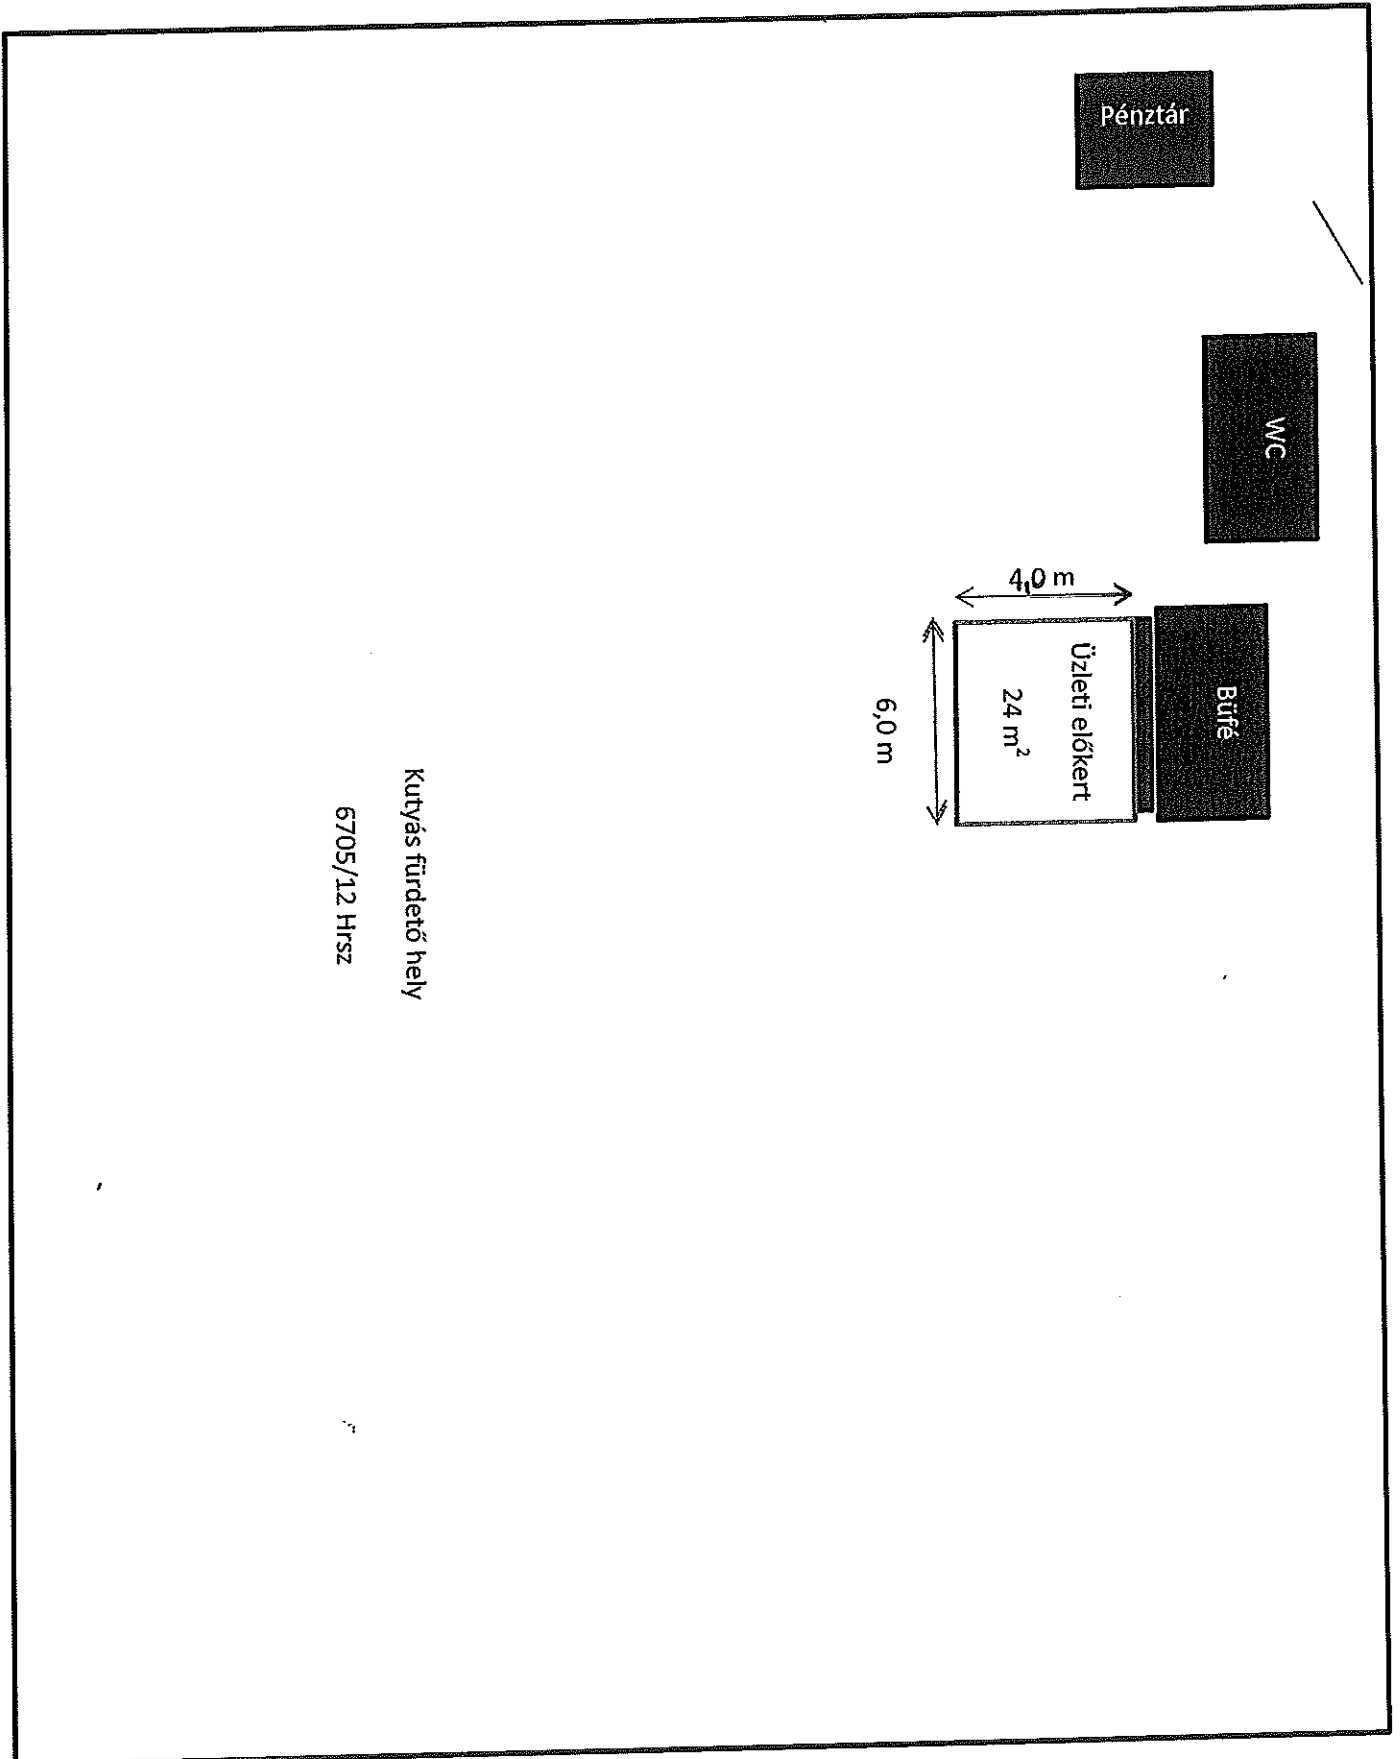 Pénztár
WC
Büfé
4,0 m
Üzleti előkert
24 m²
6,0 m
Kutyás fürdető hely
6705/12 Hrsz